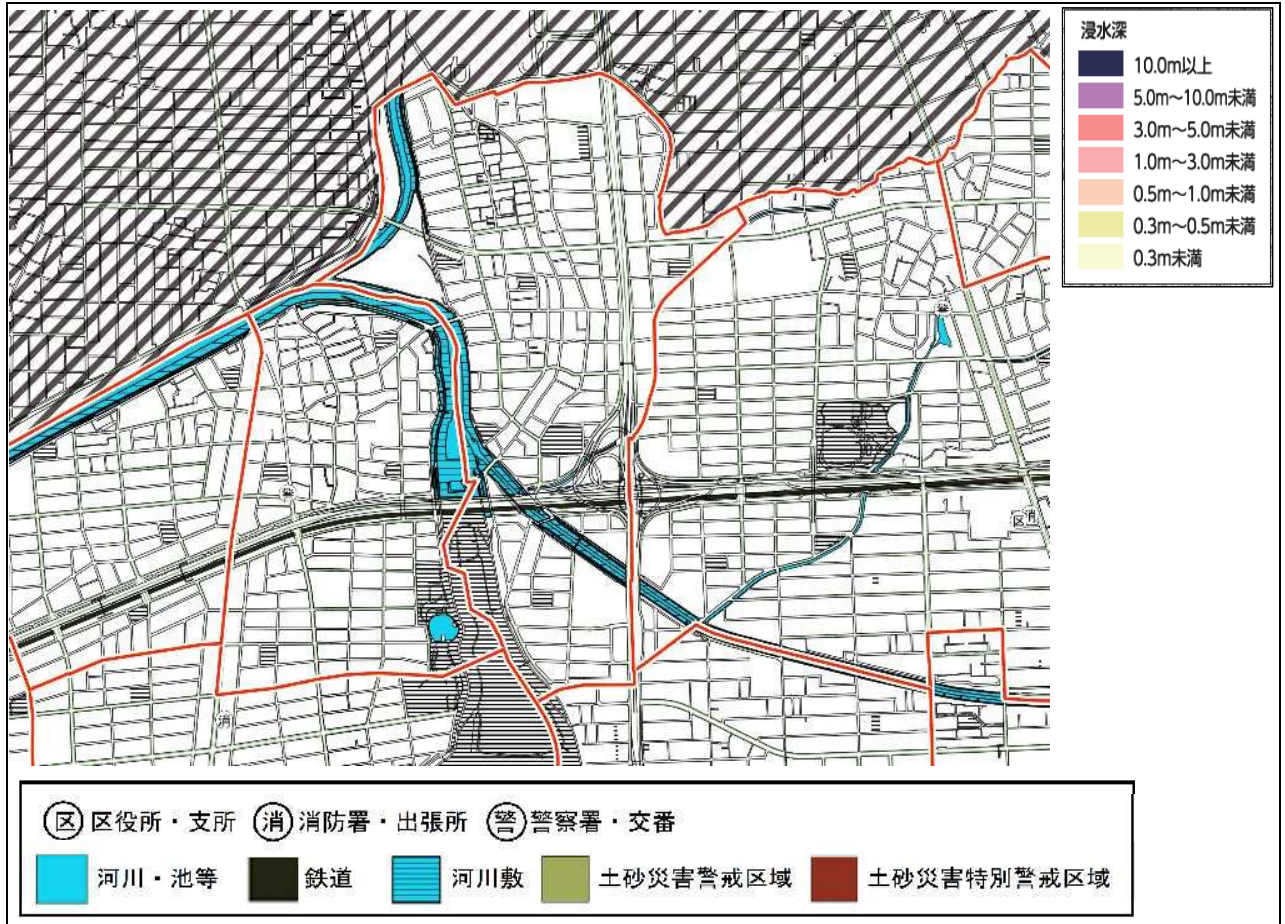 浸水深
10.0m以上
5.0m～10.0m未満
3.0m～5.0m未満
1.0m～3.0m未満
0.5m～1.0m未満
0.3m～0.5m未満
0.3m未満
警
警
区 消
消
区 区役所・支所 消 消防署・出張所 警 警察署・交番
河川・池等 鉄道 河川敷 土砂災害警戒区域 土砂災害特別警戒区域